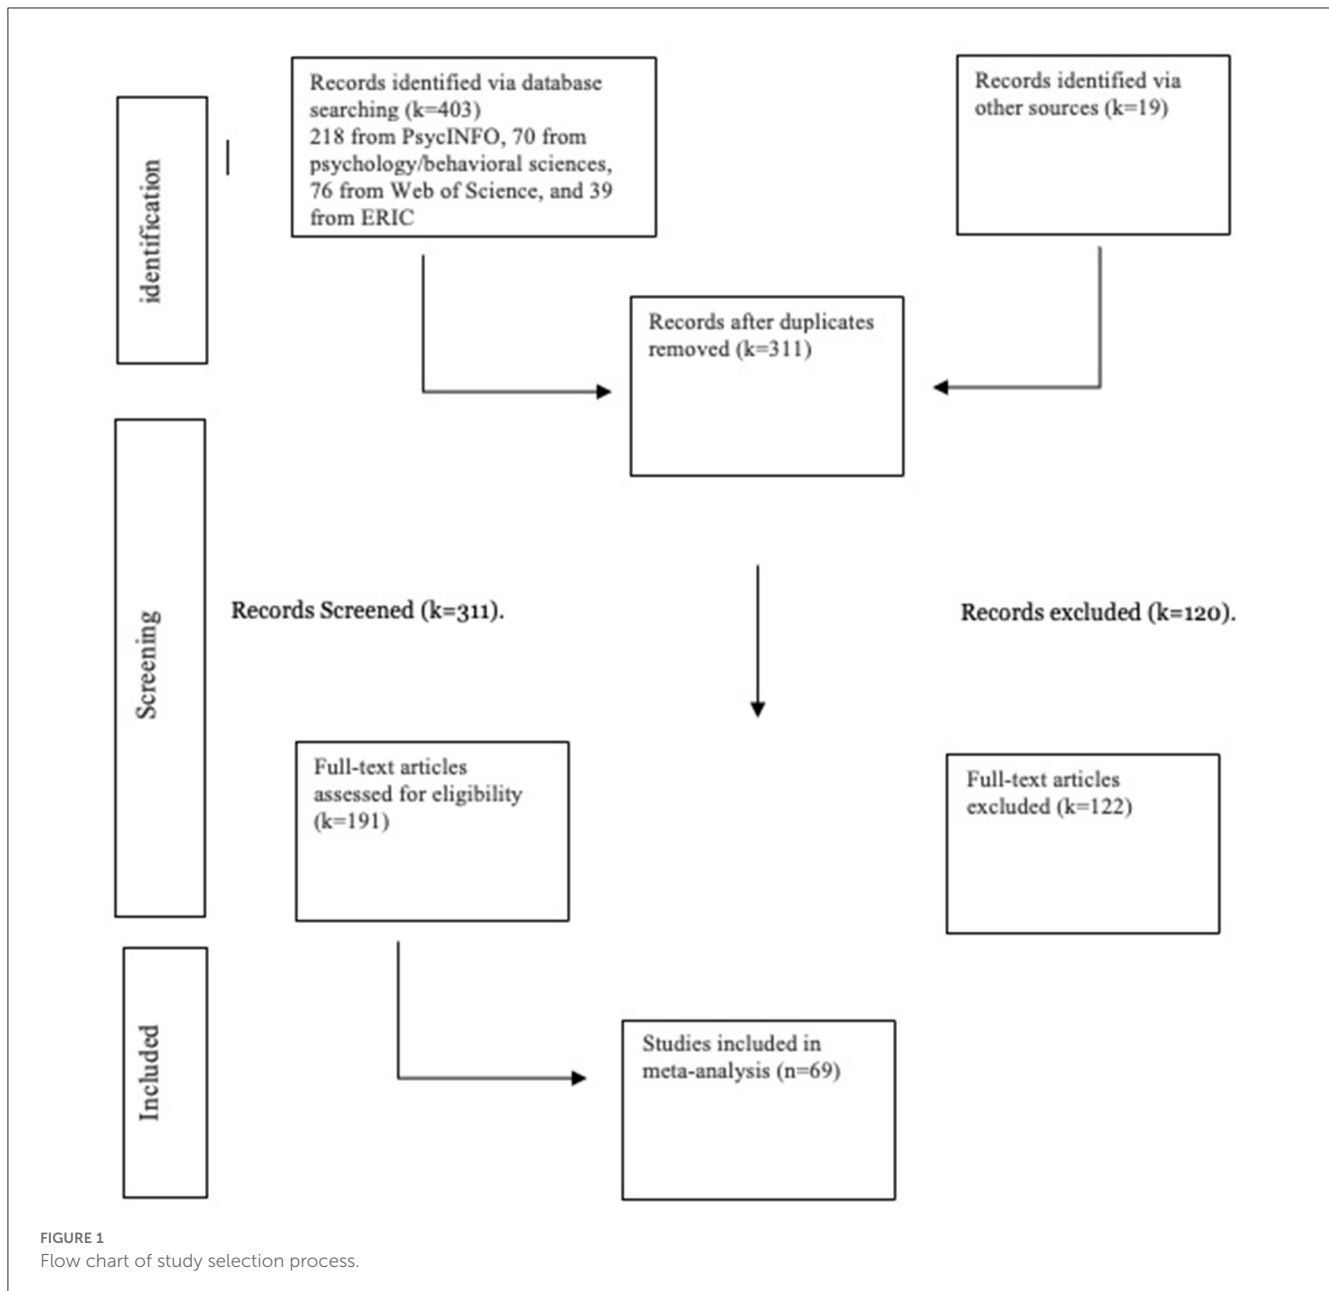 identification
Records identified via database
searching (k=403)
218 from PsycINFO, 70 from
psychology/behavioral sciences,
76 from Web of Science, and 39
from ERIC
Records identified via
other sources (k=19)
Records after duplicates
removed (k=311)
Screening
Records Screened (k=311).
Records excluded (k=120).
Full-text articles
assessed for eligibility
(k=191)
Full-text articles
excluded (k=122)
Included
Studies included in
meta-analysis (n=69)
FIGURE 1
Flow chart of study selection process.